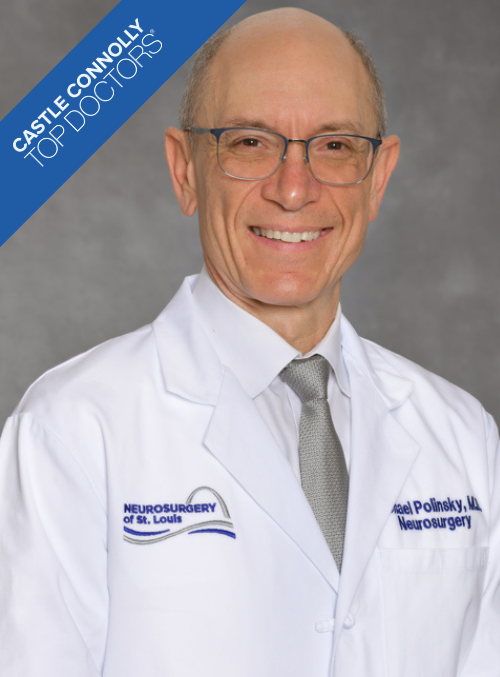 CASTLE CONNOLLY
TOP DOCTORS®
NEUROSURGERY
of St. Louis
Polinsky,
Neurosurgery